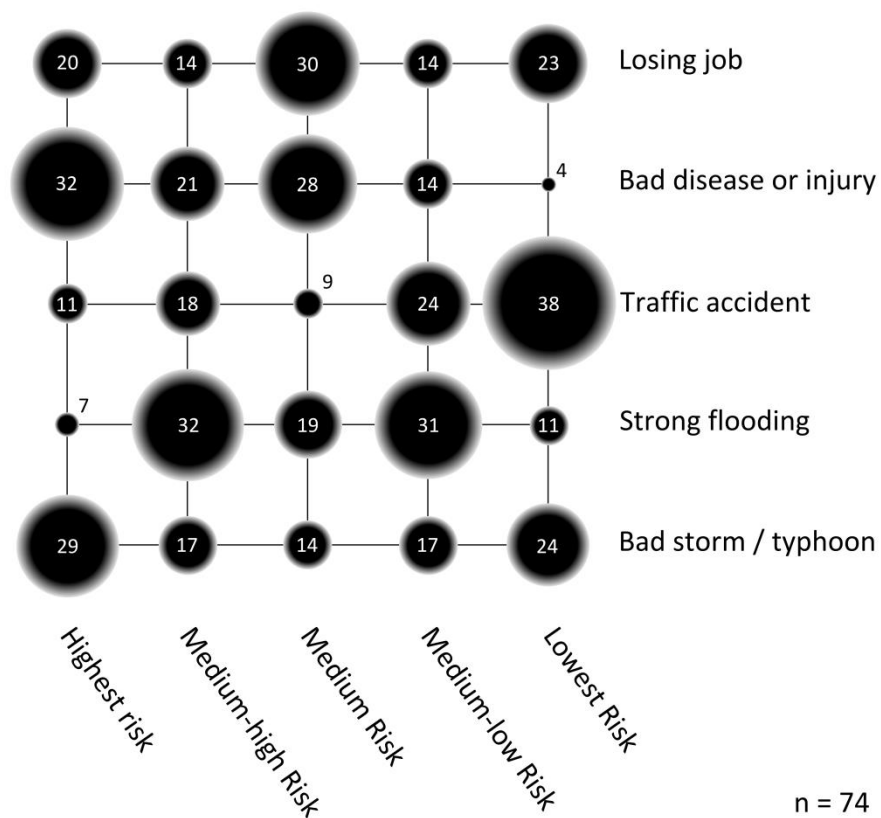 20 14 30 14 23 Losing job
32 21 28 14 4 Bad disease or injury
11 18 9 24 38 Traffic accident
7 32 19 31 11 Strong flooding
29 17 14 17 24 Bad storm / typhoon
Highest risk
Medium-high Risk
Medium Risk
Medium-low Risk
Lowest Risk
n = 74